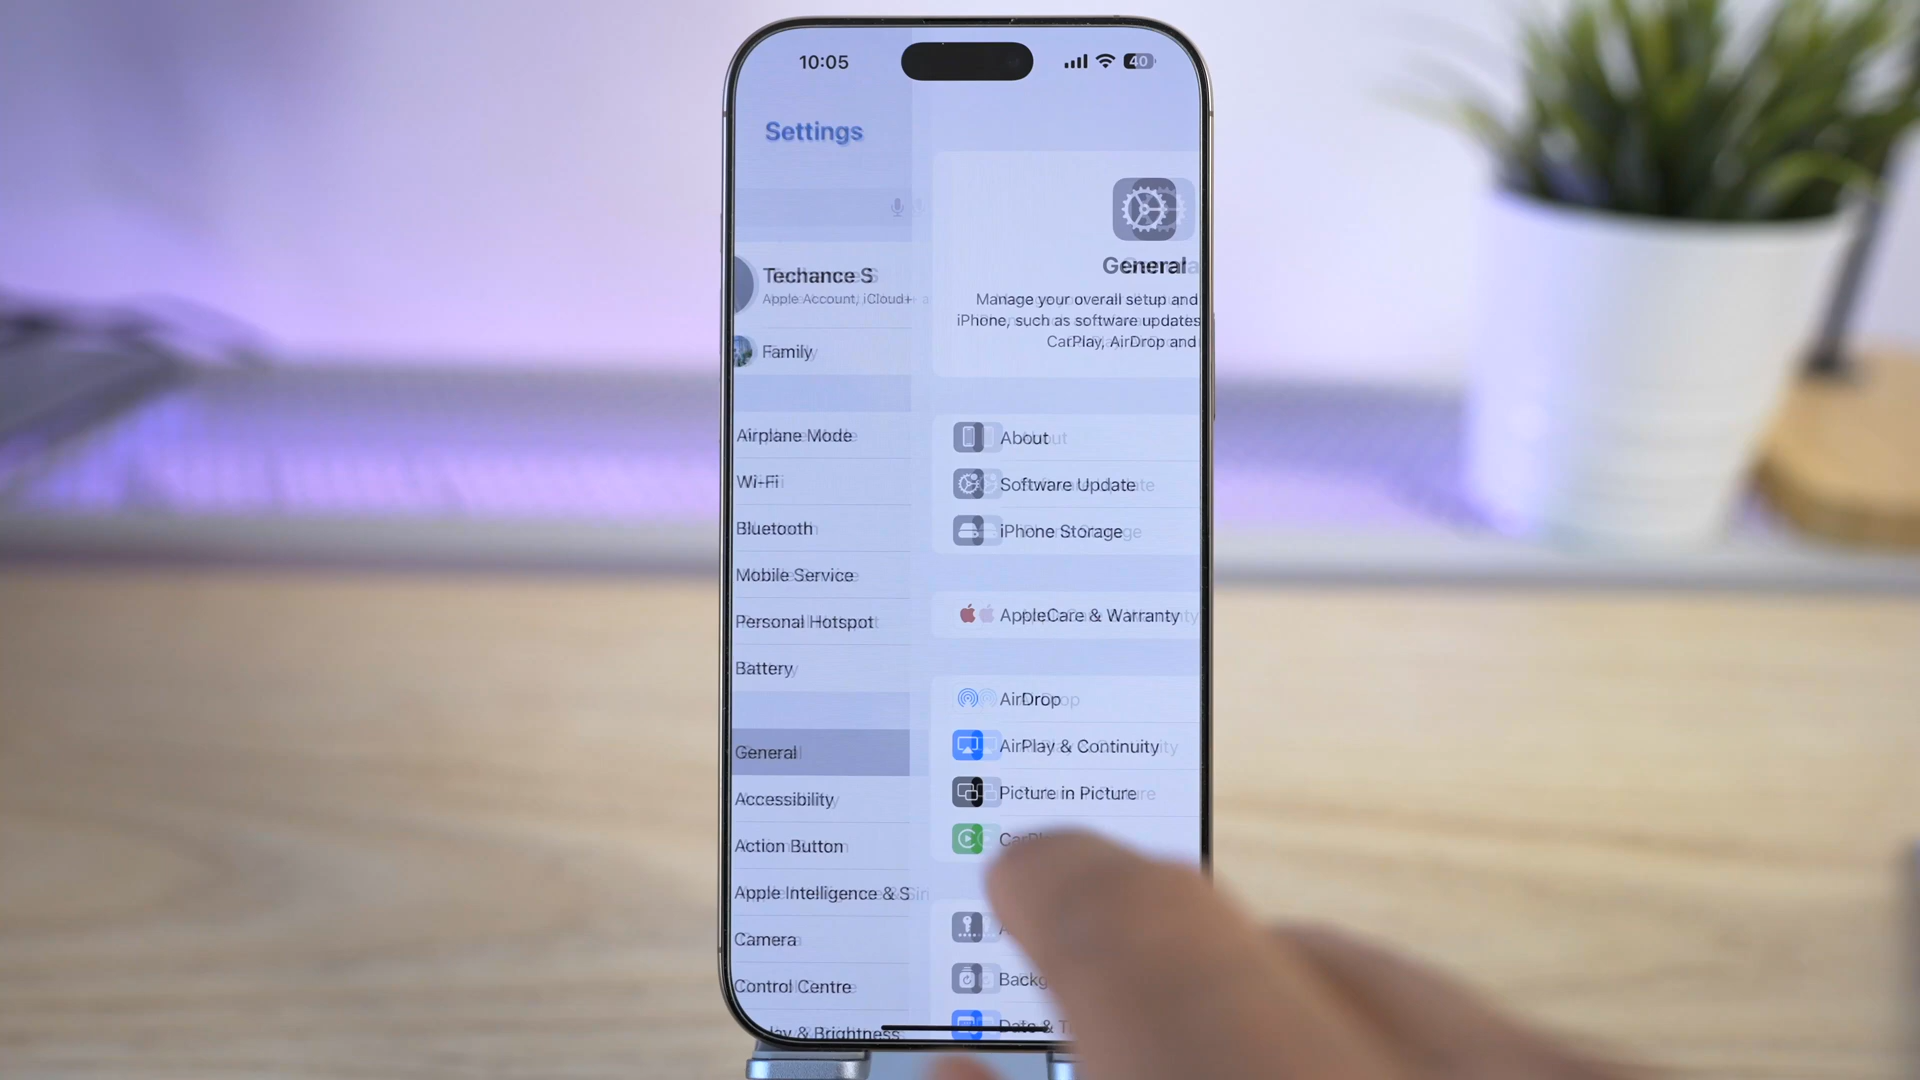 10:05
40
Settings
Techance S
Apple Account, iCloud+
Family
Airplane Mode
Wi-Fi
Bluetooth
Mobile Service
Personal Hotspot
Battery
General
Accessibility
Action Button
Apple Intelligence & S
Camera
Control Centre
ay & Brightness
General
Manage your overall setup and
iPhone, such as software updates
CarPlay, AirDrop and
About
Software Update
iPhone Storage
AppleCare & Warranty
AirDrop
AirPlay & Continuity
Picture in Picture
CarPl
Backg
Date & T